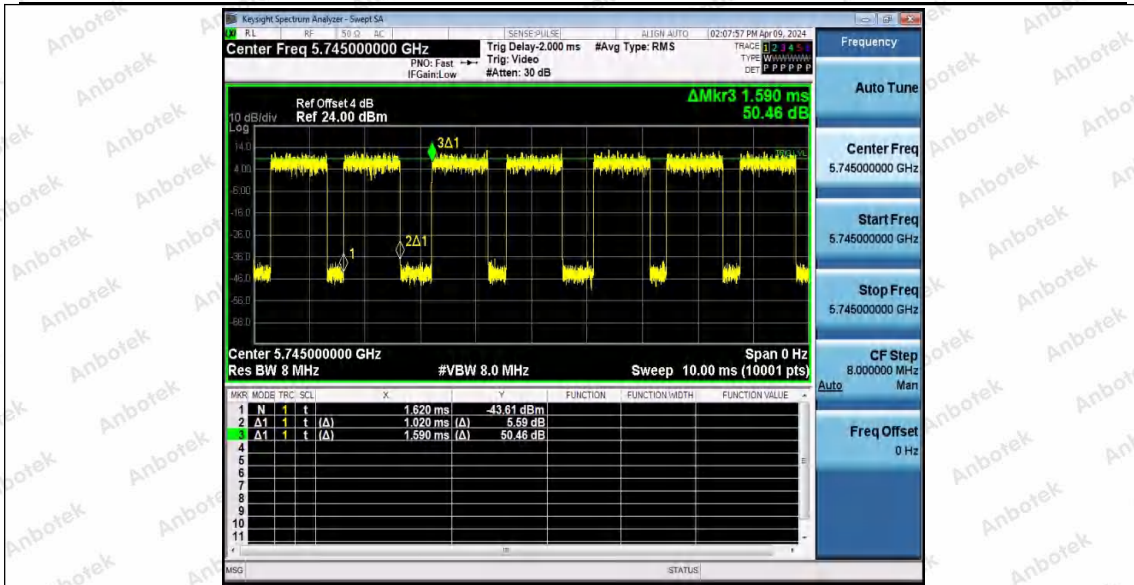 Keysight Spectrum Analyzer - Swept SA
RL RF 50 Ω AC SENSE:PULSE ALIGN AUTO 02:07:57 PM Apr 09, 2024
Center Freq 5.745000000 GHz Trig Delay-2.000 ms #Avg Type: RMS TRACE 1 2 3 4 5 6
PNO: Fast Trig: Video TYPE WWWWWW
IFGain:Low #Atten: 30 dB DET P P P P P P
Frequency
Auto Tune
Center Freq
5.745000000 GHz
Start Freq
5.745000000 GHz
Stop Freq
5.745000000 GHz
CF Step
8.000000 MHz
Auto Man
Freq Offset
0 Hz
ΔMkr3 1.590 ms
50.46 dB
Ref Offset 4 dB
10 dB/div Ref 24.00 dBm
Log
14.0
4.00
-6.00
-16.0
-26.0
-36.0
-46.0
-56.0
-66.0
3Δ1
TRIG LVL
2Δ1
1
Center 5.745000000 GHz Span 0 Hz
Res BW 8 MHz #VBW 8.0 MHz Sweep 10.00 ms (10001 pts)
MKR MODE TRC SCL X Y FUNCTION FUNCTION WIDTH FUNCTION VALUE
1 N 1 t 1.620 ms -43.61 dBm
2 Δ1 1 t (Δ) 1.020 ms (Δ) 5.59 dB
3 Δ1 1 t (Δ) 1.590 ms (Δ) 50.46 dB
4
5
6
7
8
9
10
11
MSG STATUS
Anbotek